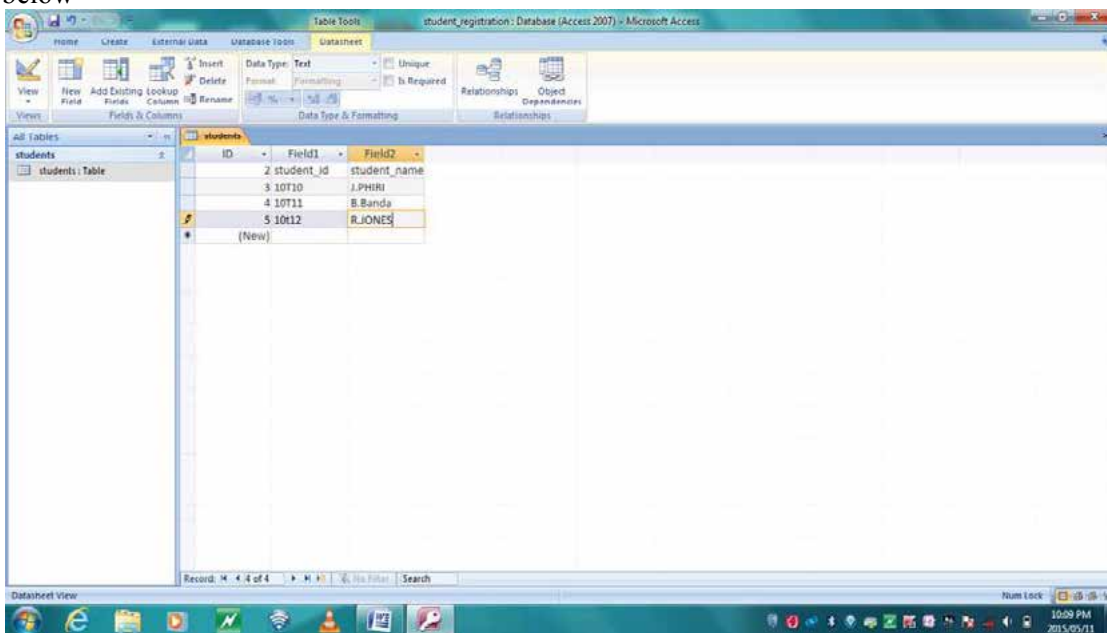 below
Table Tools
student_registration : Database (Access 2007) - Microsoft Access
Home Create External Data Database Tools Datasheet
View
New Field
Add Existing Fields
Lookup Column
Insert
Delete
Rename
Data Type: Text
Format: Formatting
Unique
Is Required
Relationships
Object Dependencies
Views
Fields & Columns
Data Type & Formatting
Relationships
All Tables
students
students : Table
students
ID Field1 Field2
2 student_id student_name
3 10T10 J.PHIRI
4 10T11 B.Banda
5 10t12 R.JONES
(New)
Record: 4 of 4 No Filter Search
Datasheet View
Num Lock
10:09 PM
2015/05/11